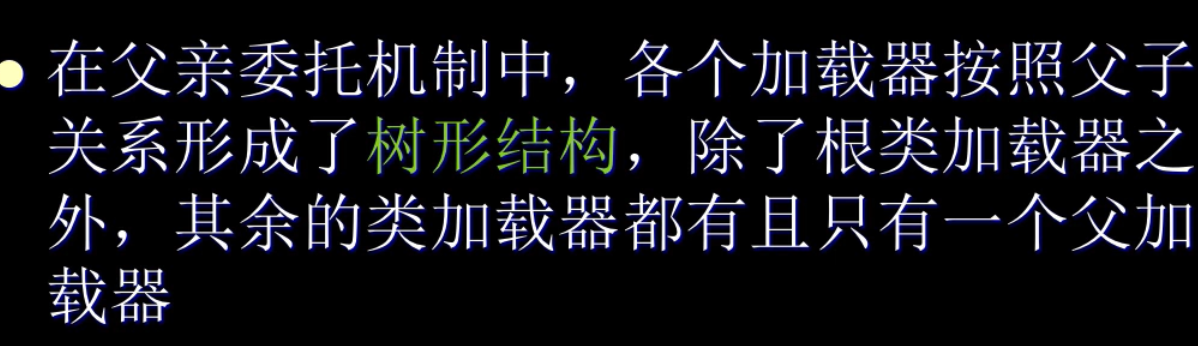 在父亲委托机制中，各个加载器按照父子
关系形成了树形结构，除了根类加载器之
外，其余的类加载器都有且只有一个父加
载器